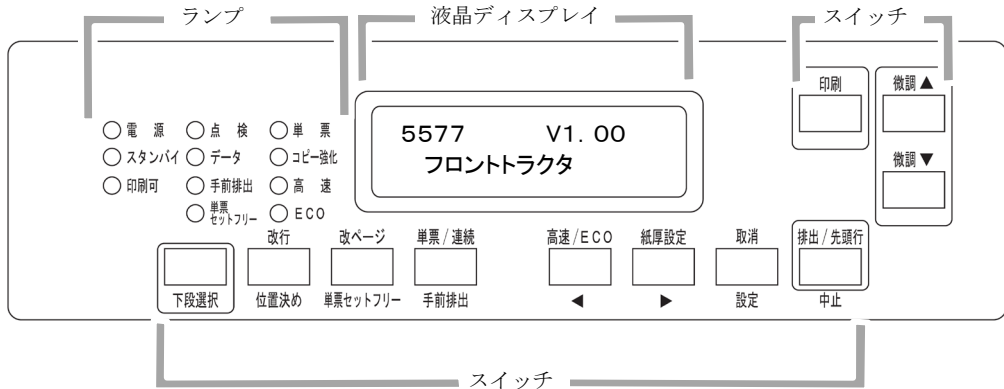 ランプ 液晶ディスプレイ スイッチ
印刷 微調▲
5577 V1.00
フロントトラクタ
電源 点検 単票
スタンバイ データ コピー強化
印刷可 手前排出 高速
単票
セットフリー ECO
微調▼
改行 改ページ 単票/連続 高速/ECO 紙厚設定 取消 排出/先頭行
下段選択 位置決め 単票セットフリー 手前排出 ◀ ▶ 設定 中止
スイッチ